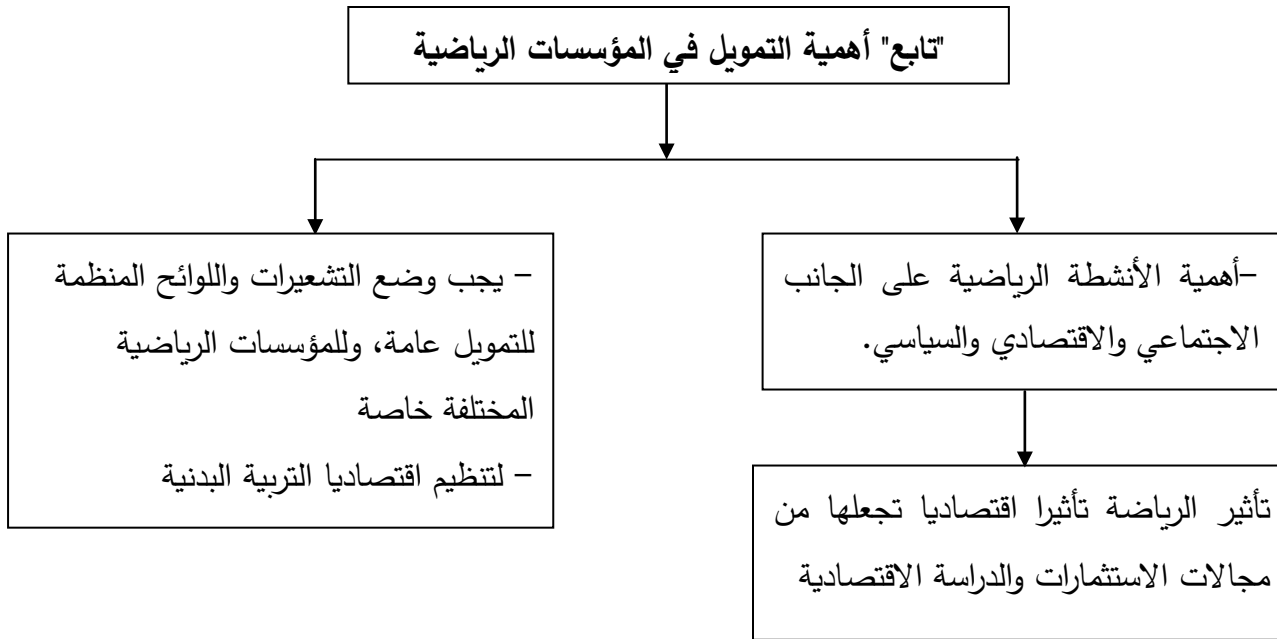 "تابع" أهمية التمويل في المؤسسات الرياضية
–أهمية الأنشطة الرياضية على الجانب
الاجتماعي والاقتصادي والسياسي.
تأثير الرياضة تأثيرا اقتصاديا تجعلها من
مجالات الاستثمارات والدراسة الاقتصادية
– يجب وضع التشعيرات واللوائح المنظمة
للتمويل عامة، وللمؤسسات الرياضية
المختلفة خاصة
– لتنظيم اقتصاديا التربية البدنية